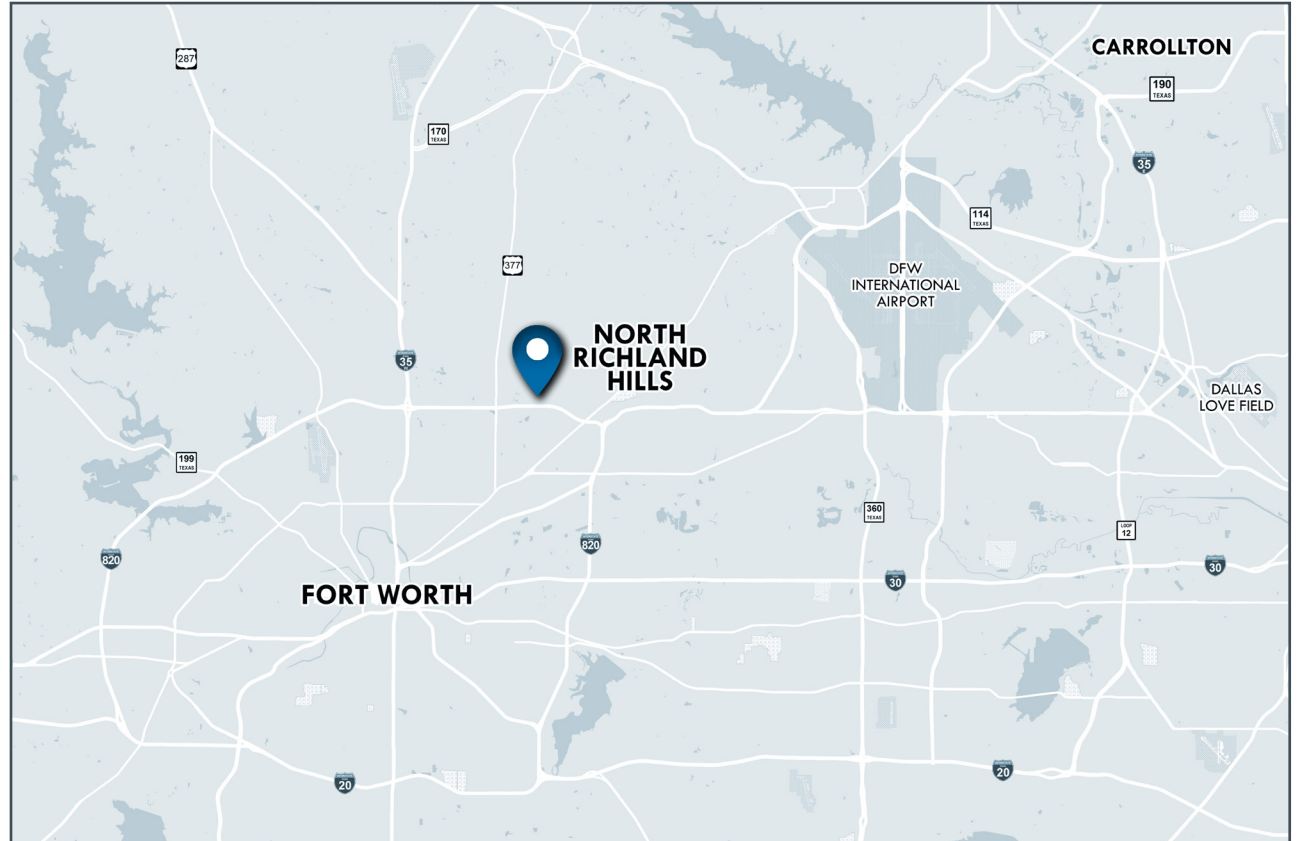 287
CARROLLTON
190
TEXAS
170
TEXAS
35
114
TEXAS
377
DFW
INTERNATIONAL
AIRPORT
NORTH
RICHLAND
HILLS
35
DALLAS
LOVE FIELD
199
TEXAS
360
TEXAS
LOOP
12
820
820
30
30
FORT WORTH
20
20